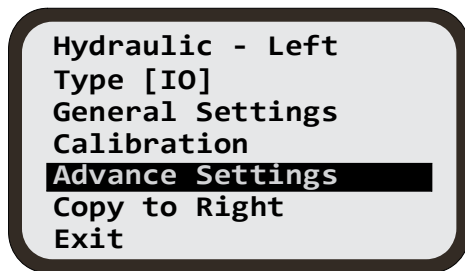 Hydraulic - Left
Type [IO]
General Settings
Calibration
Advance Settings
Copy to Right
Exit